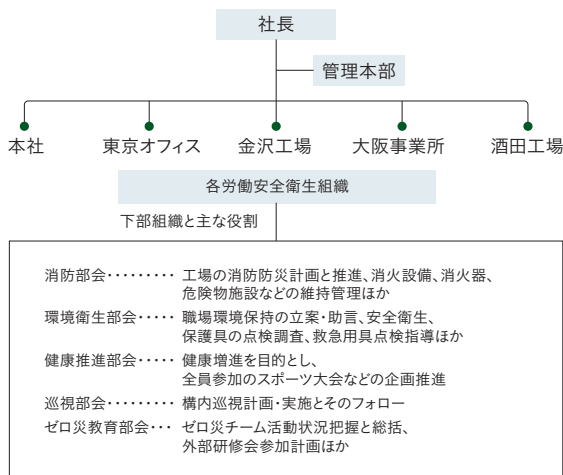 社長
管理本部
本社 東京オフィス 金沢工場 大阪事業所 酒田工場
各労働安全衛生組織
下部組織と主な役割
消防部会········· 工場の消防防災計画と推進、消火設備、消火器、
危険物施設などの維持管理ほか
環境衛生部会····· 職場環境保持の立案・助言、安全衛生、
保護具の点検調査、救急用具点検指導ほか
健康推進部会····· 健康増進を目的とし、
全員参加のスポーツ大会などの企画推進
巡視部会········· 構内巡視計画・実施とそのフォロー
ゼロ災教育部会··· ゼロ災チーム活動状況把握と総括、
外部研修会参加計画ほか